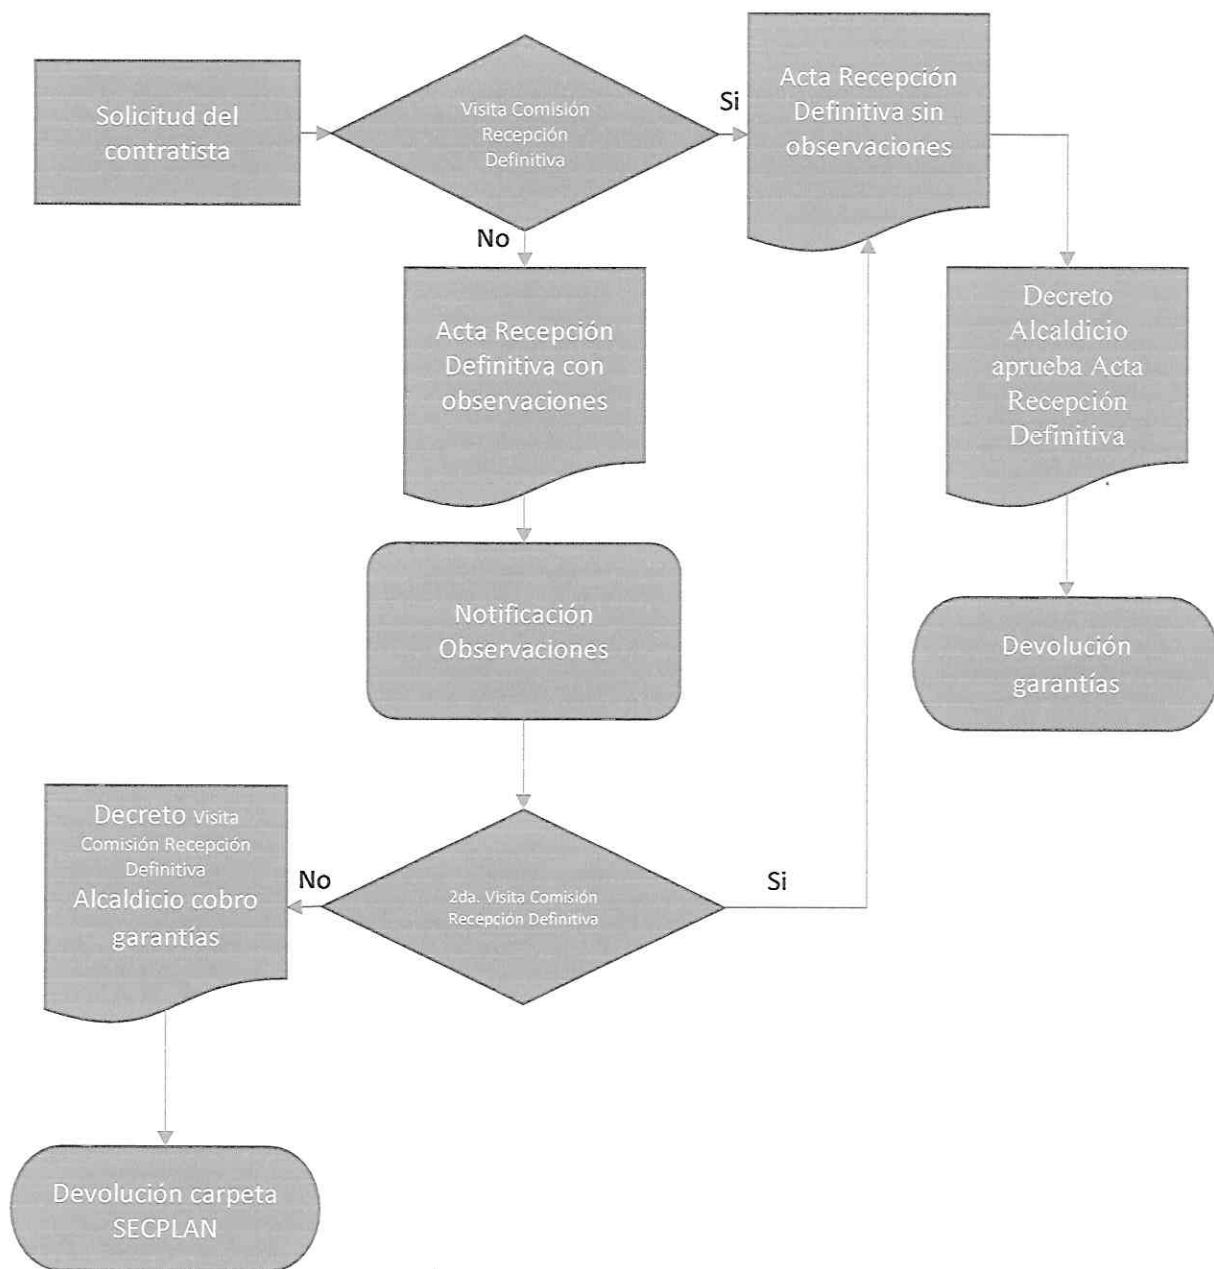 Solicitud del
contratista
Visita Comisión
Recepción
Definitiva
Si
Acta Recepción
Definitiva sin
observaciones
No
Acta Recepción
Definitiva con
observaciones
Decreto
Alcaldicio
aprueba Acta
Recepción
Definitiva
Notificación
Observaciones
Devolución
garantías
Decreto Visita
Comisión Recepción
Definitiva
Alcaldicio cobro
garantías
No
2da. Visita Comisión
Recepción Definitiva
Si
Devolución carpeta
SECPLAN